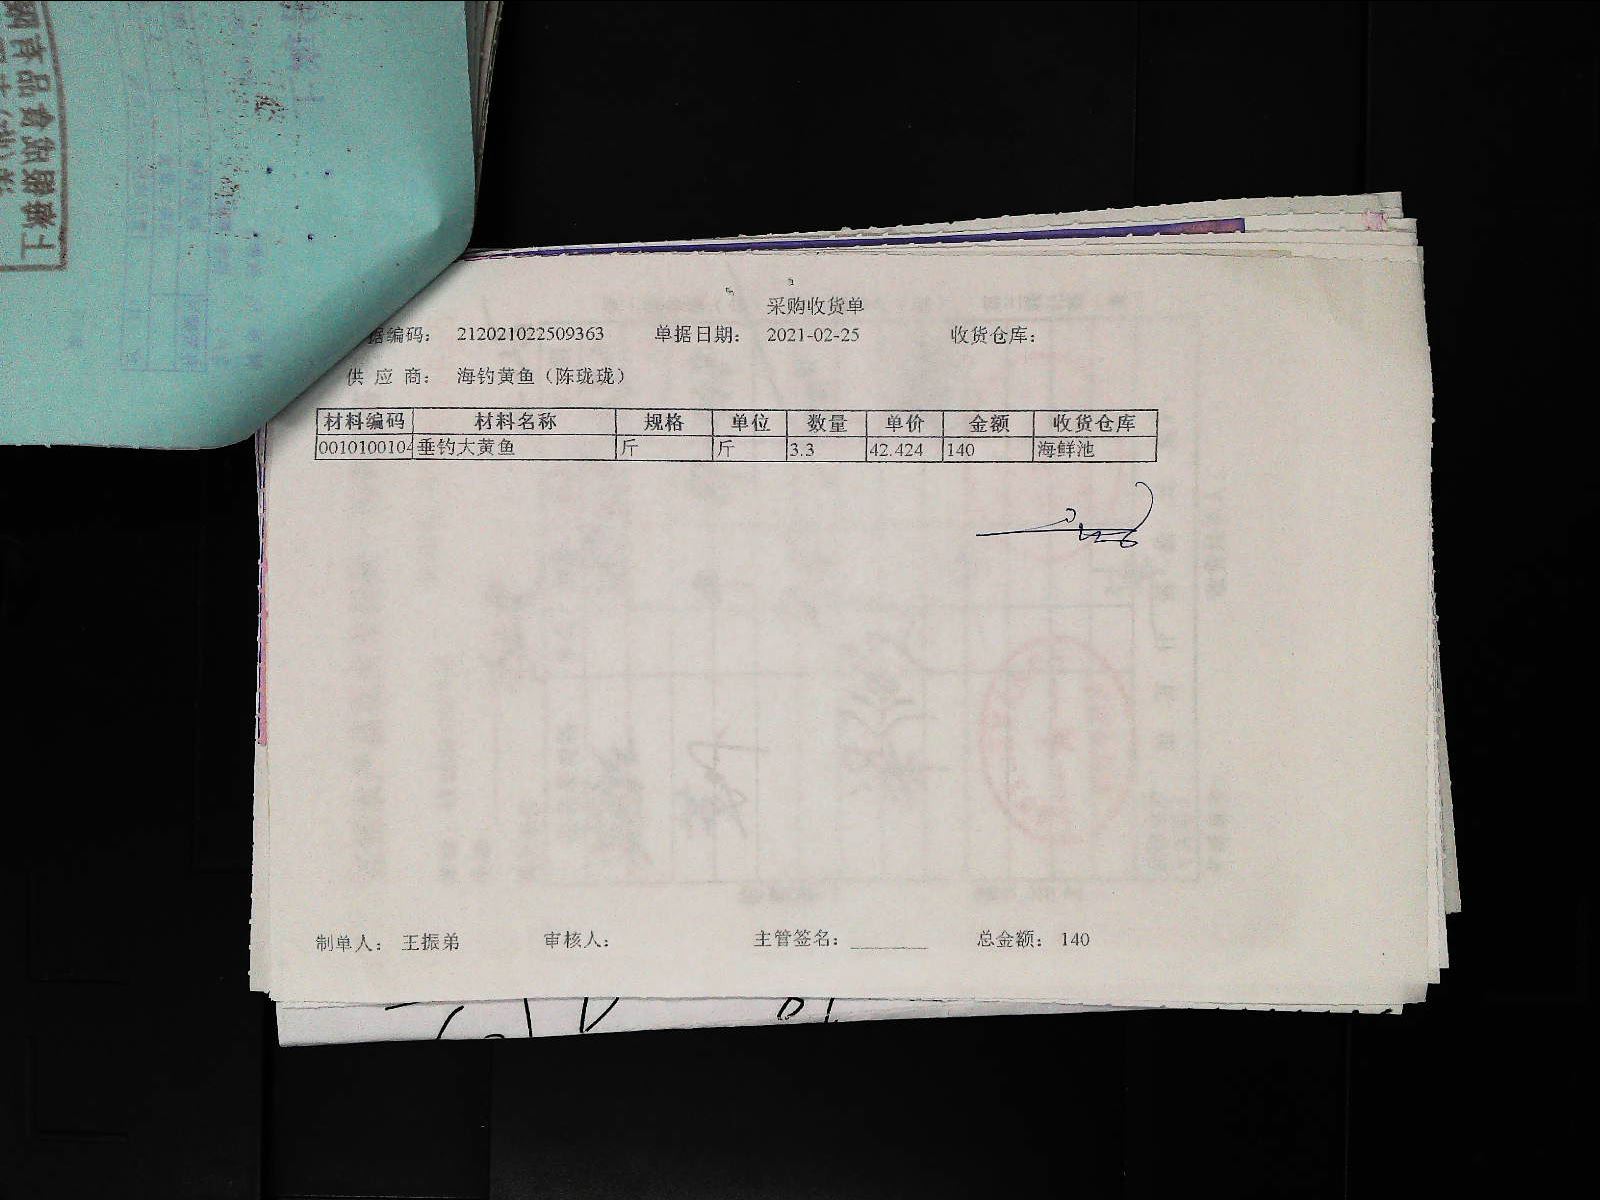 采购收货单
据编码： 212021022509363 单据日期： 2021-02-25 收货仓库：
供 应 商： 海钓黄鱼（陈珑珑）
材料编码 材料名称 规格 单位 数量 单价 金额 收货仓库
0010100104 垂钓大黄鱼 斤 斤 3.3 42.424 140 海鲜池
制单人： 王振弟 审核人： 主管签名： 总金额： 140